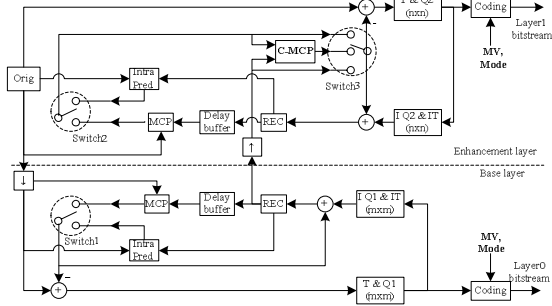 T & Q2
(nxn)
Coding
Layer1
bitstream
MV,
Mode
C-MCP
Switch3
Orig
Intra
Pred
Switch2
MCP
Delay
buffer
REC
I Q2 & IT
(nxn)
Enhancement layer
Base layer
MCP
Delay
buffer
REC
I Q1 & IT
(mxm)
Switch1
Intra
Pred
MV,
Mode
T & Q1
(mxm)
Coding
Layer0
bitstream